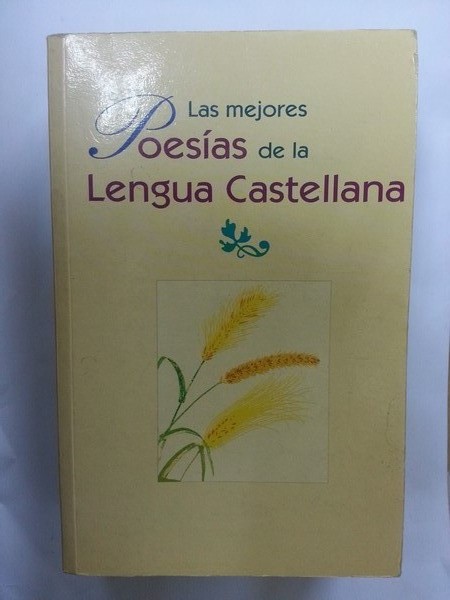 Las mejores
Poesías de la
Lengua Castellana